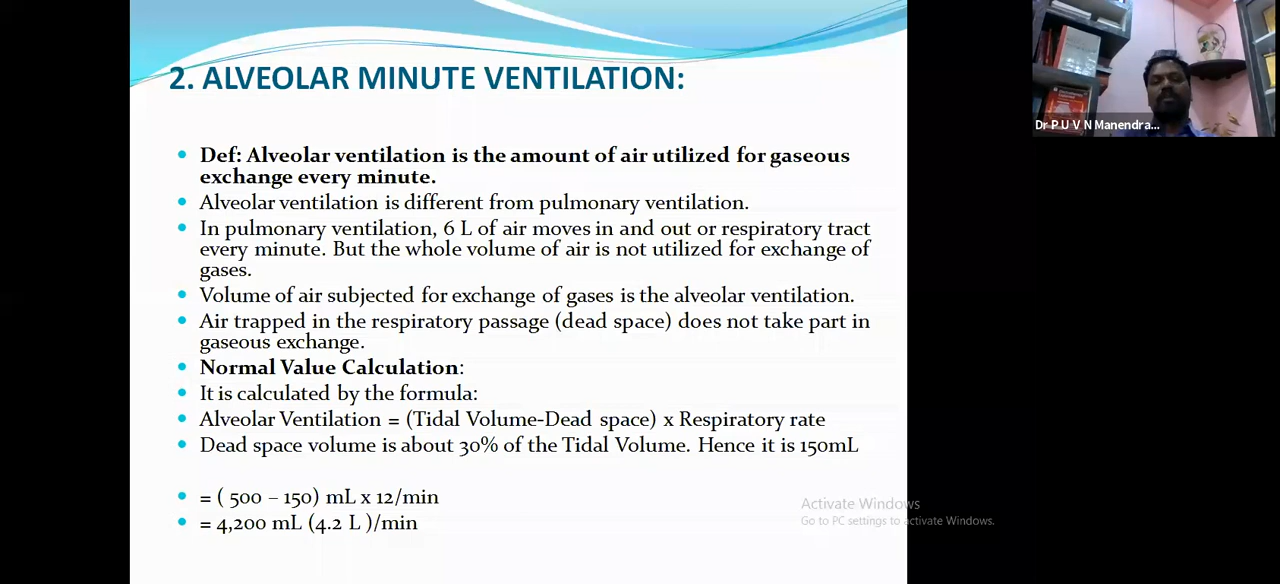 2. ALVEOLAR MINUTE VENTILATION:
Def: Alveolar ventilation is the amount of air utilized for gaseous
exchange every minute.
Alveolar ventilation is different from pulmonary ventilation.
In pulmonary ventilation, 6 L of air moves in and out or respiratory tract
every minute. But the whole volume of air is not utilized for exchange of
gases.
Volume of air subjected for exchange of gases is the alveolar ventilation.
Air trapped in the respiratory passage (dead space) does not take part in
gaseous exchange.
Normal Value Calculation:
It is calculated by the formula:
Alveolar Ventilation = (Tidal Volume-Dead space) x Respiratory rate
Dead space volume is about 30% of the Tidal Volume. Hence it is 150mL
= ( 500 – 150) mL x 12/min
= 4,200 mL (4.2 L )/min
Dr P U V N Manendra...
Activate Windows
Go to PC settings to activate Windows.